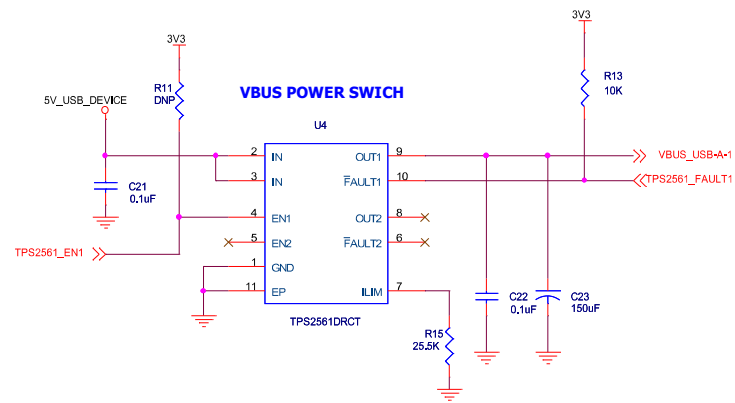 3V3
3V3
R11
DNP
R13
10K
VBUS POWER SWICH
5V_USB_DEVICE
U4
2 IN OUT1 9
VBUS_USB-A-1
3 IN FAULT1 10
TPS2561_FAULT1
C21
0.1uF
4 EN1 OUT2 8
5 EN2 FAULT2 6
TPS2561_EN1
1 GND
11 EP ILIM 7
C22
0.1uF
C23
150uF
TPS2561DRCT
R15
25.5K